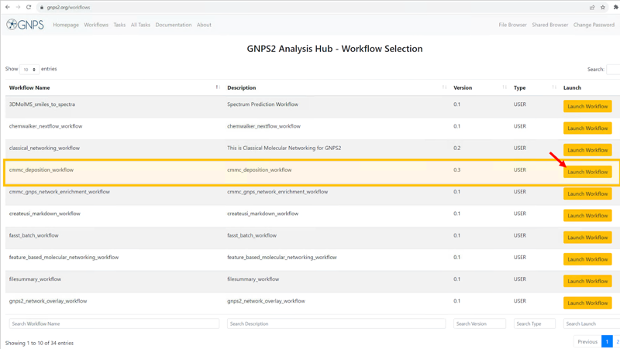 gnps2.org/workflows
GNPS Homepage Workflows Tasks All Tasks Documentation About File Browser Shared Browser Change Password
GNPS2 Analysis Hub - Workflow Selection
Show 10 entries Search:
Workflow Name Description Version Type Launch
3DMolMS_smiles_to_spectra Spectrum Prediction Workflow 0.1 USER Launch Workflow
chemwalker_nextflow_workflow chemwalker_nextflow_workflow 0.1 USER Launch Workflow
classical_networking_workflow This is Classical Molecular Networking for GNPS2 0.2 USER Launch Workflow
cmmc_deposition_workflow cmmc_deposition_workflow 0.3 USER Launch Workflow
cmmc_gnps_network_enrichment_workflow cmmc_gnps_network_enrichment_workflow 0.1 USER Launch Workflow
createusi_markdown_workflow createusi_markdown_workflow 0.1 USER Launch Workflow
fasst_batch_workflow fasst_batch_workflow 0.1 USER Launch Workflow
feature_based_molecular_networking_workflow feature_based_molecular_networking_workflow 0.1 USER Launch Workflow
filesummary_workflow filesummary_workflow 0.1 USER Launch Workflow
gnps2_network_overlay_workflow gnps2_network_overlay_workflow 0.1 USER Launch Workflow
Search Workflow Name Search Description Search Version Search Type Search Launch
Showing 1 to 10 of 34 entries Previous 1 2